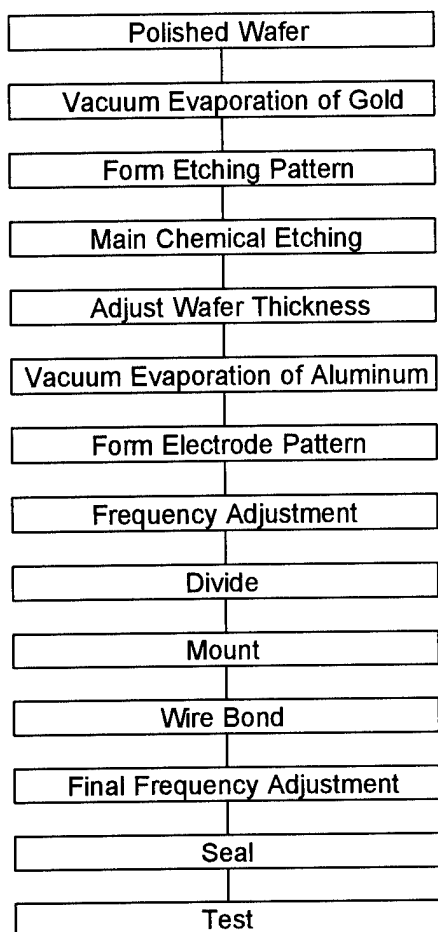 Polished Wafer
Vacuum Evaporation of Gold
Form Etching Pattern
Main Chemical Etching
Adjust Wafer Thickness
Vacuum Evaporation of Aluminum
Form Electrode Pattern
Frequency Adjustment
Divide
Mount
Wire Bond
Final Frequency Adjustment
Seal
Test